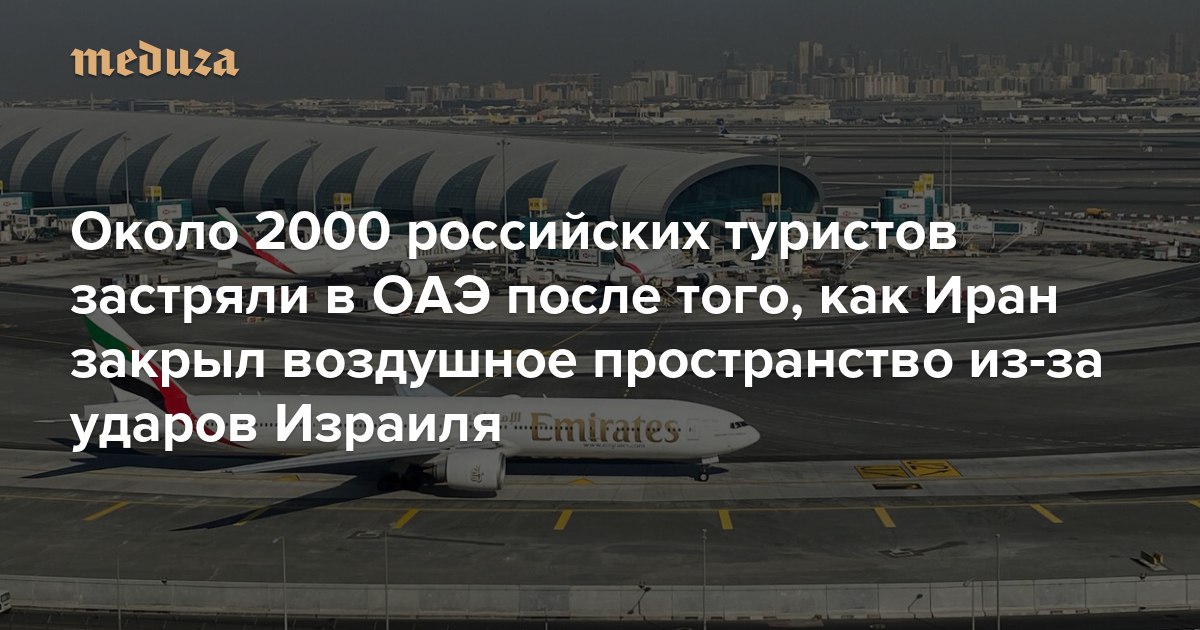 meduza
Около 2000 российских туристов
застряли в ОАЭ после того, как Иран
закрыл воздушное пространство из-за
ударов Израиля
Emirates